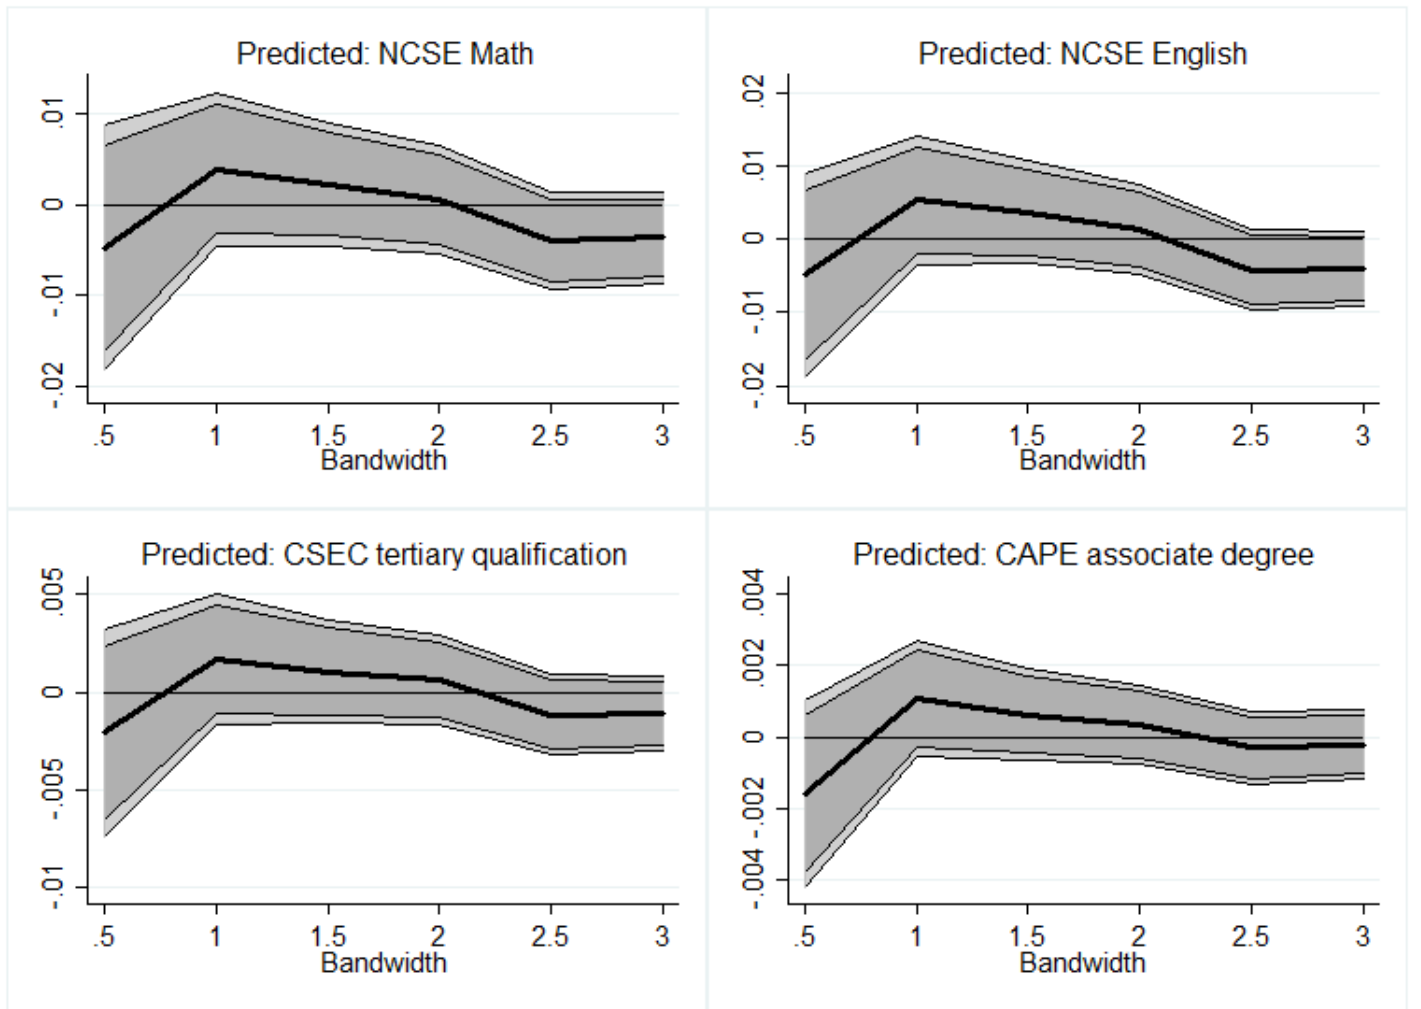 Predicted: NCSE Math
.01
0
-.01
-.02
.5 1 1.5 2 2.5 3
Bandwidth
Predicted: NCSE English
.02
.01
0
-.01
-.02
.5 1 1.5 2 2.5 3
Bandwidth
Predicted: CSEC tertiary qualification
.005
0
-.005
-.01
.5 1 1.5 2 2.5 3
Bandwidth
Predicted: CAPE associate degree
.004
.002
0
-.002
-.004
.5 1 1.5 2 2.5 3
Bandwidth